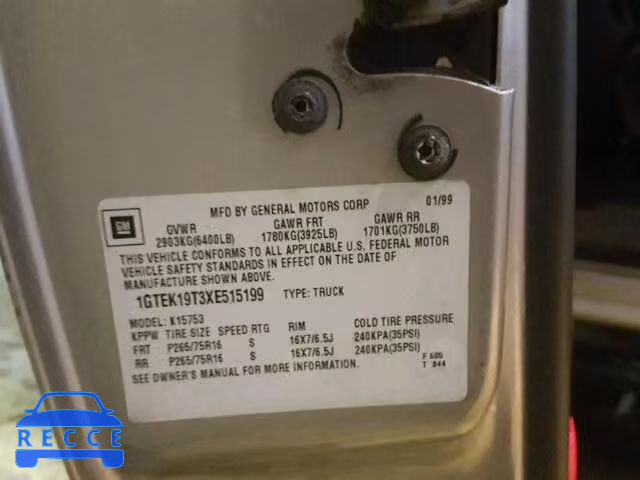 MFD BY GENERAL MOTORS CORP 01/99
GM
GVWR GAWR FRT GAWR RR
2903KG(6400LB) 1780KG(3925LB) 1701KG(3750LB)
THIS VEHICLE CONFORMS TO ALL APPLICABLE U.S. FEDERAL MOTOR
VEHICLE SAFETY STANDARDS IN EFFECT ON THE DATE OF
MANUFACTURE SHOWN ABOVE.
1GTEK19T3XE515199 TYPE: TRUCK
MODEL: K15753
KPPW TIRE SIZE SPEED RTG RIM COLD TIRE PRESSURE
FRT P265/75R16 S 16X7/6.5J 240KPA(35PSI)
RR P265/75R16 S 16X7/6.5J 240KPA(35PSI)
SEE OWNER'S MANUAL FOR MORE INFORMATION.
F 605
T 844
RECCE